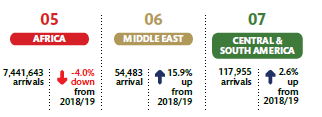 05
AFRICA
7,441,643
arrivals
-4.0%
down
from
2018/19
06
MIDDLE EAST
54,483
arrival
15.9%
up
from
2018/19
07
CENTRAL &
SOUTH AMERICA
117,955
arrivals
2.6%
up
from
2018/19